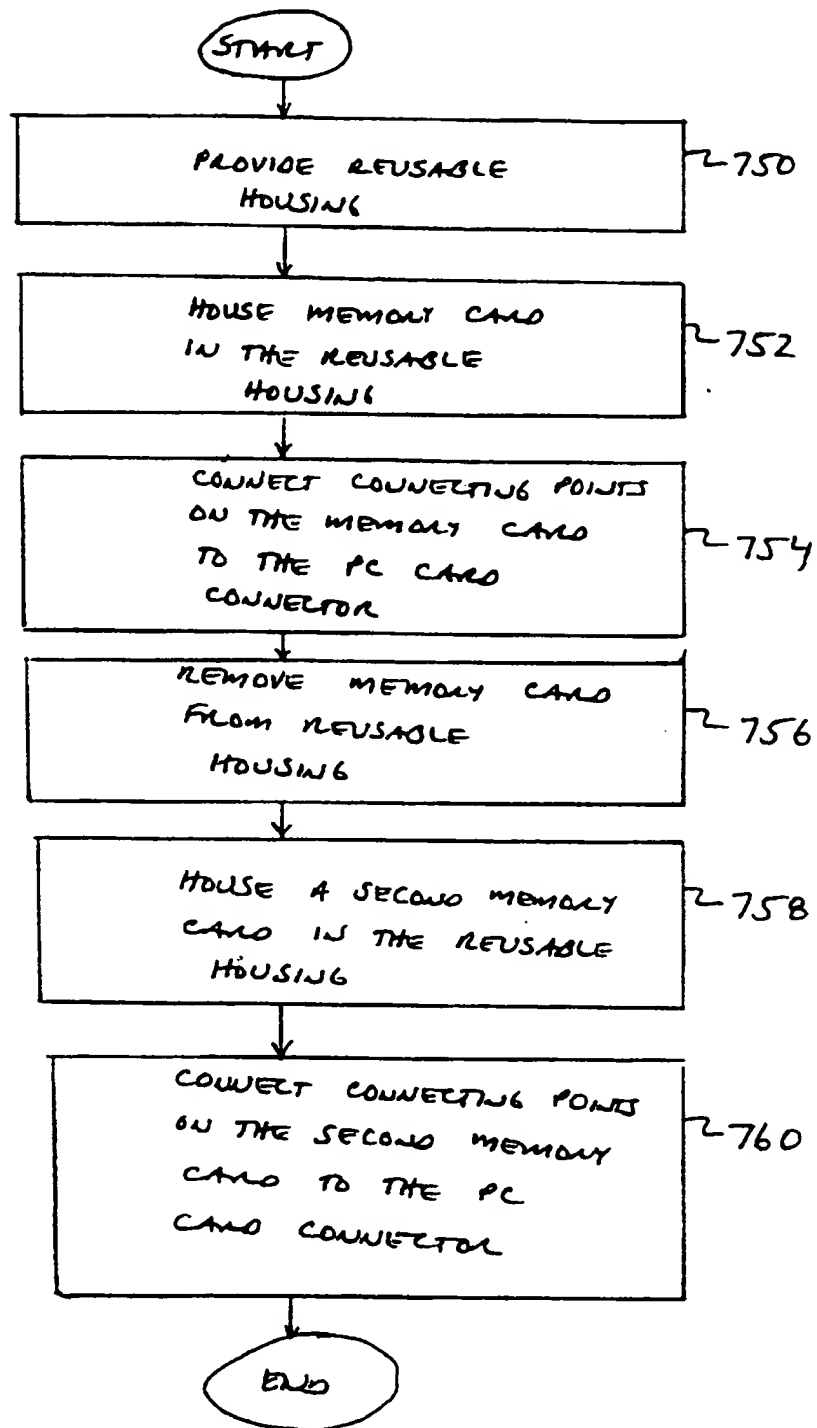 START
PROVIDE REUSABLE
HOUSING
750
HOUSE MEMORY CARD
IN THE REUSABLE
HOUSING
752
CONNECT CONNECTING POINTS
ON THE MEMORY CARD
TO THE PC CARD
CONNECTOR
754
REMOVE MEMORY CARD
FROM REUSABLE
HOUSING
756
HOUSE A SECOND MEMORY
CARD IN THE REUSABLE
HOUSING
758
CONNECT CONNECTING POINTS
ON THE SECOND MEMORY
CARD TO THE PC
CARD CONNECTOR
760
END